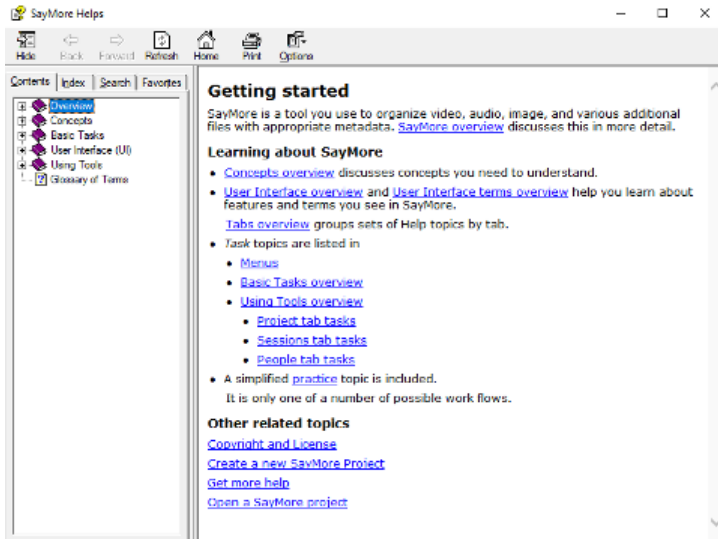 SayMore Helps
Hide Back Forward Refresh Home Print Options
Contents Index Search Favorites
Overview
Concepts
Basic Tasks
User Interface (UI)
Using Tools
Glossary of Terms
Getting started
SayMore is a tool you use to organize video, audio, image, and various additional
files with appropriate metadata. SayMore overview discusses this in more detail.
Learning about SayMore
• Concepts overview discusses concepts you need to understand.
• User Interface overview and User Interface terms overview help you learn about
features and terms you see in SayMore.
Tabs overview groups sets of Help topics by tab.
• Task topics are listed in
• Menus
• Basic Tasks overview
• Using Tools overview
• Project tab tasks
• Sessions tab tasks
• People tab tasks
• A simplified practice topic is included.
It is only one of a number of possible work flows.
Other related topics
Copyright and License
Create a new SayMore Project
Get more help
Open a SayMore project